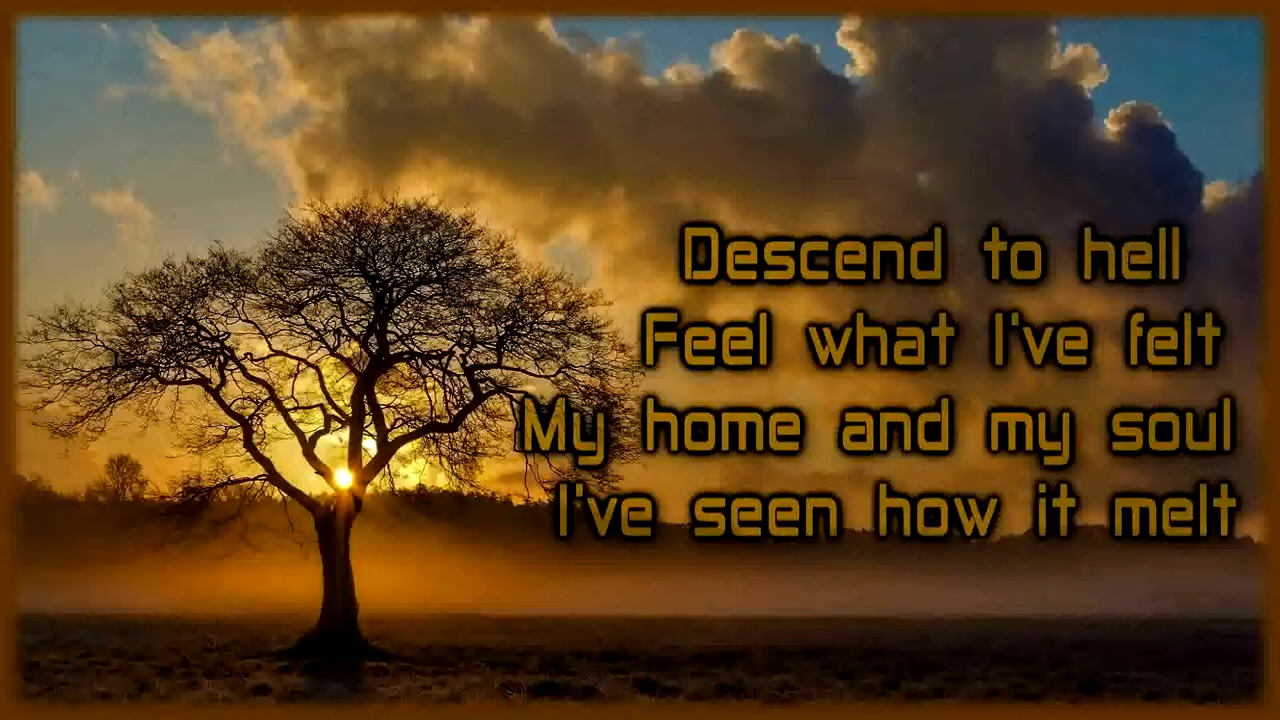 Descend to hell
Feel what I've felt
My home and my soul
I've seen how it melt